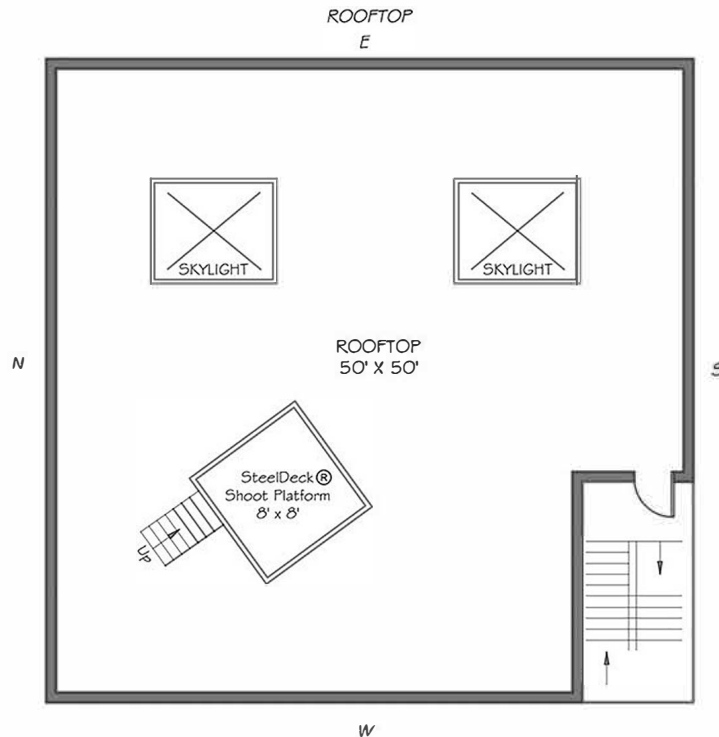 ROOFTOP
E
SKYLIGHT
SKYLIGHT
ROOFTOP
50' X 50'
N
S
SteelDeck®
Shoot Platform
8' x 8'
UP
W